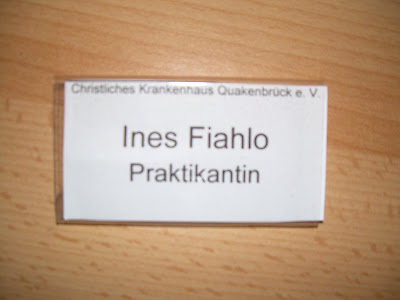 Christliches Krankenhaus Quakenbrück e. V.
Ines Fiahlo
Praktikantin